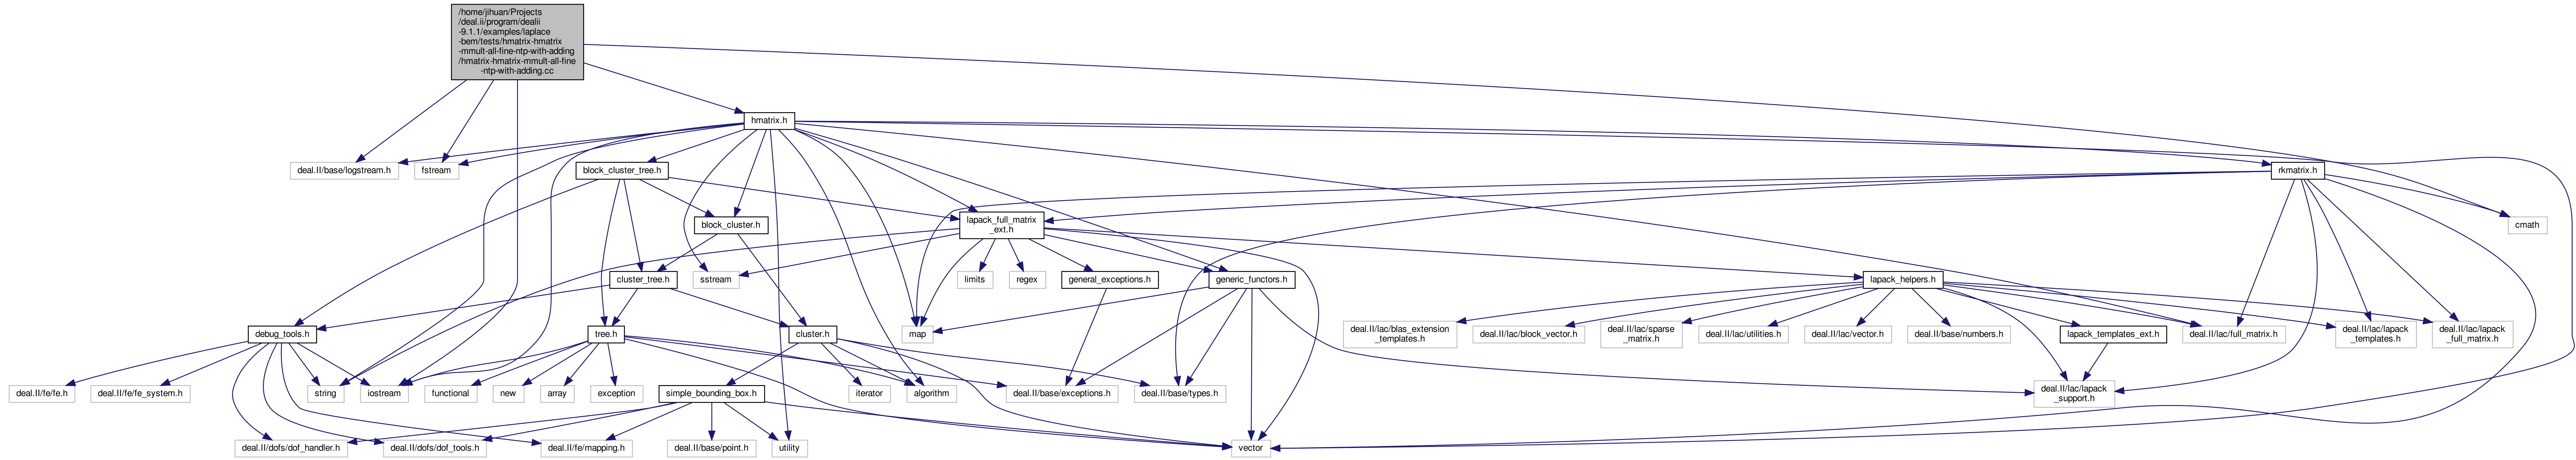 /home/jihuan/Projects
/deal.ii/program/dealii
-9.1.1/examples/laplace
-bem/tests/hmatrix-hmatrix
-mmult-all-fine-ntp-with-adding
/hmatrix-hmatrix-mmult-all-fine
-ntp-with-adding.cc
hmatrix.h
deal.II/base/logstream.h
fstream
block_cluster_tree.h
rkmatrix.h
block_cluster.h
lapack_full_matrix
_ext.h
cmath
cluster_tree.h
sstream
limits
regex
general_exceptions.h
generic_functors.h
lapack_helpers.h
debug_tools.h
tree.h
cluster.h
map
deal.II/lac/blas_extension
_templates.h
deal.II/lac/block_vector.h
deal.II/lac/sparse
_matrix.h
deal.II/lac/utilities.h
deal.II/lac/vector.h
deal.II/base/numbers.h
lapack_templates_ext.h
deal.II/lac/full_matrix.h
deal.II/lac/lapack
_templates.h
deal.II/lac/lapack
_full_matrix.h
deal.II/fe/fe.h
deal.II/fe/fe_system.h
string
iostream
functional
new
array
exception
simple_bounding_box.h
iterator
algorithm
deal.II/base/exceptions.h
deal.II/base/types.h
deal.II/lac/lapack
_support.h
deal.II/dofs/dof_handler.h
deal.II/dofs/dof_tools.h
deal.II/fe/mapping.h
deal.II/base/point.h
utility
vector